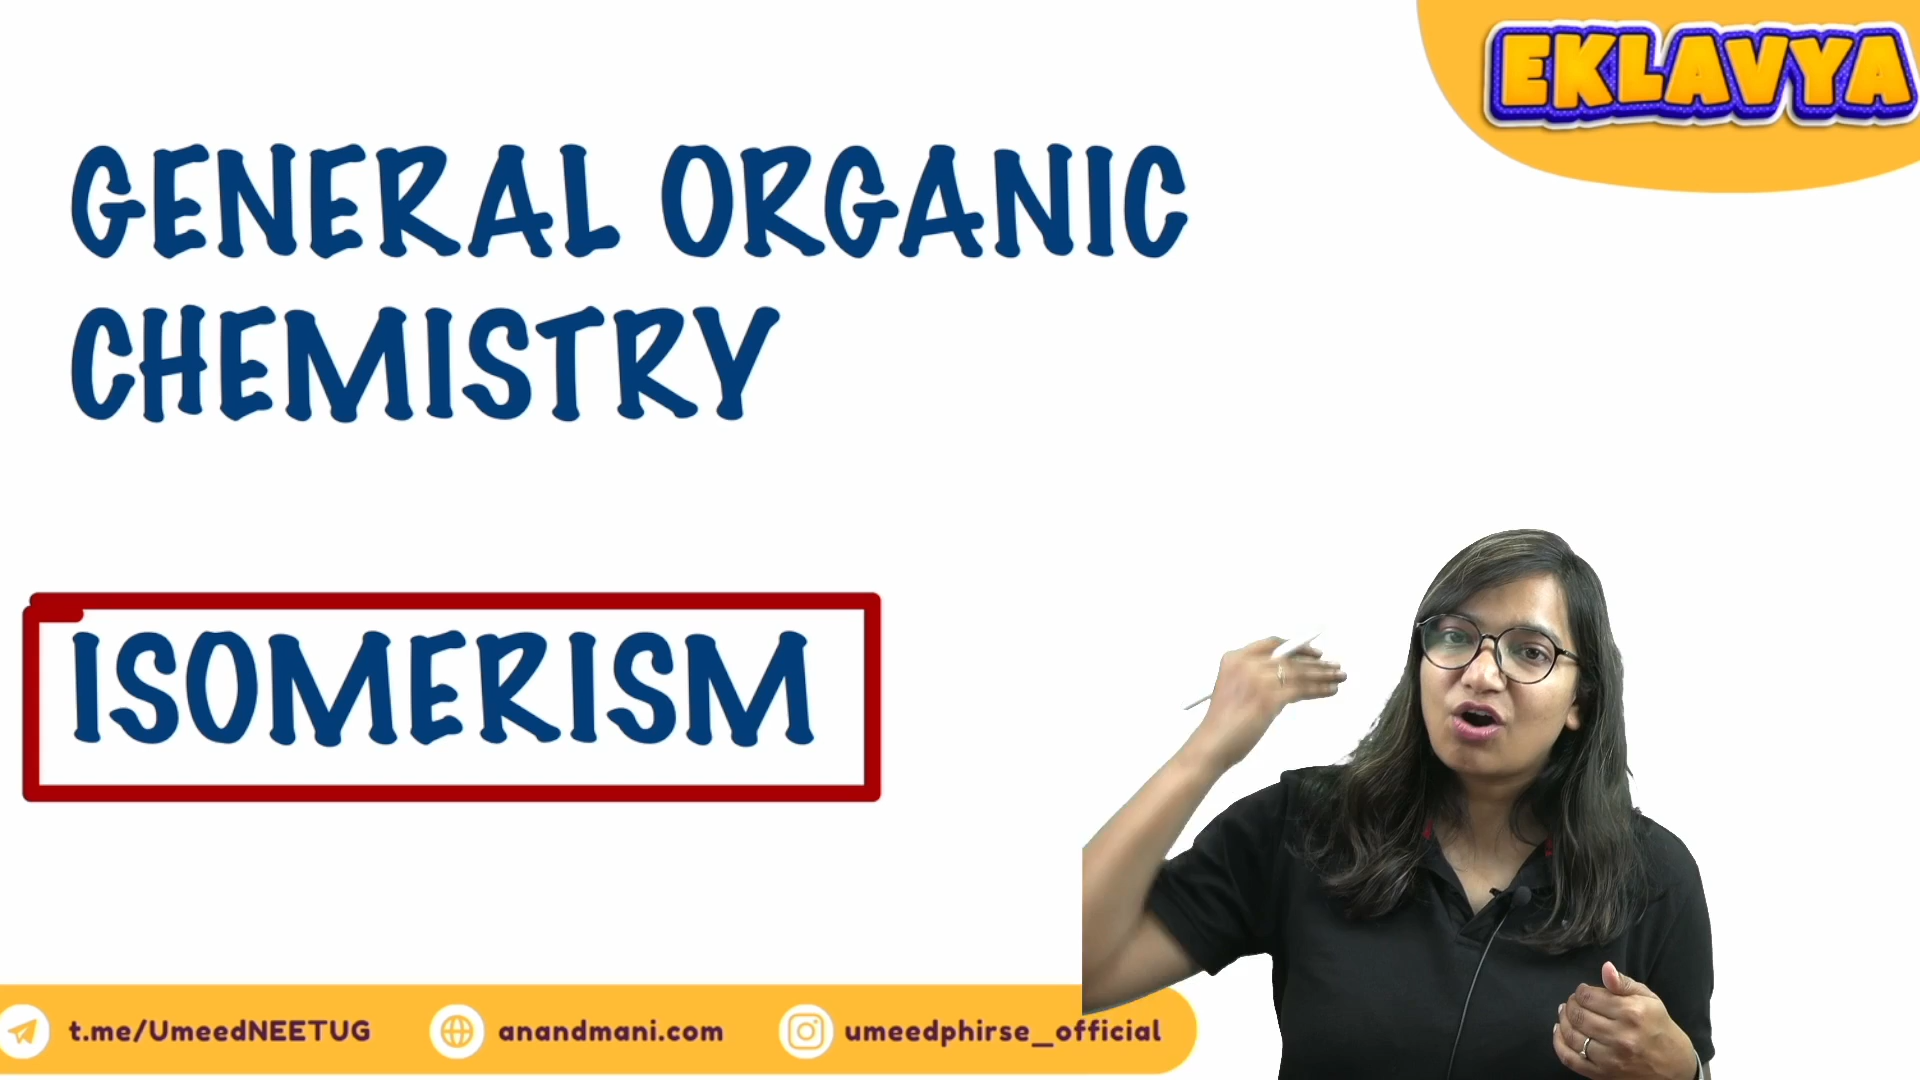 EKLAVYA
GENERAL ORGANIC
CHEMISTRY
ISOMERISM
t.me/UmeedNEETUG
anandmani.com
umeedphirse_official